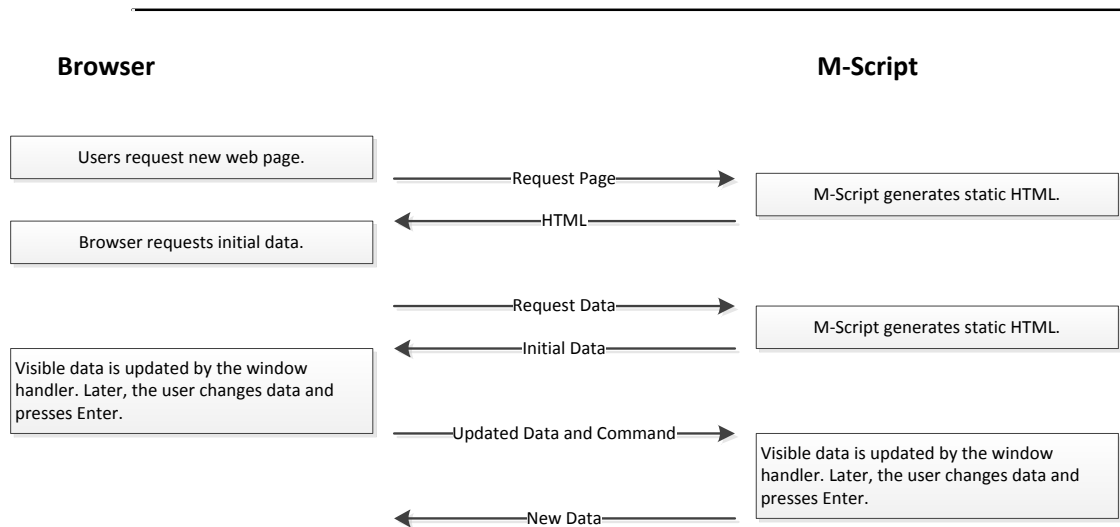 Browser
M-Script
Users request new web page.
Request Page
M-Script generates static HTML.
HTML
Browser requests initial data.
Request Data
M-Script generates static HTML.
Initial Data
Visible data is updated by the window
handler. Later, the user changes data and
presses Enter.
Updated Data and Command
Visible data is updated by the window
handler. Later, the user changes data and
presses Enter.
New Data